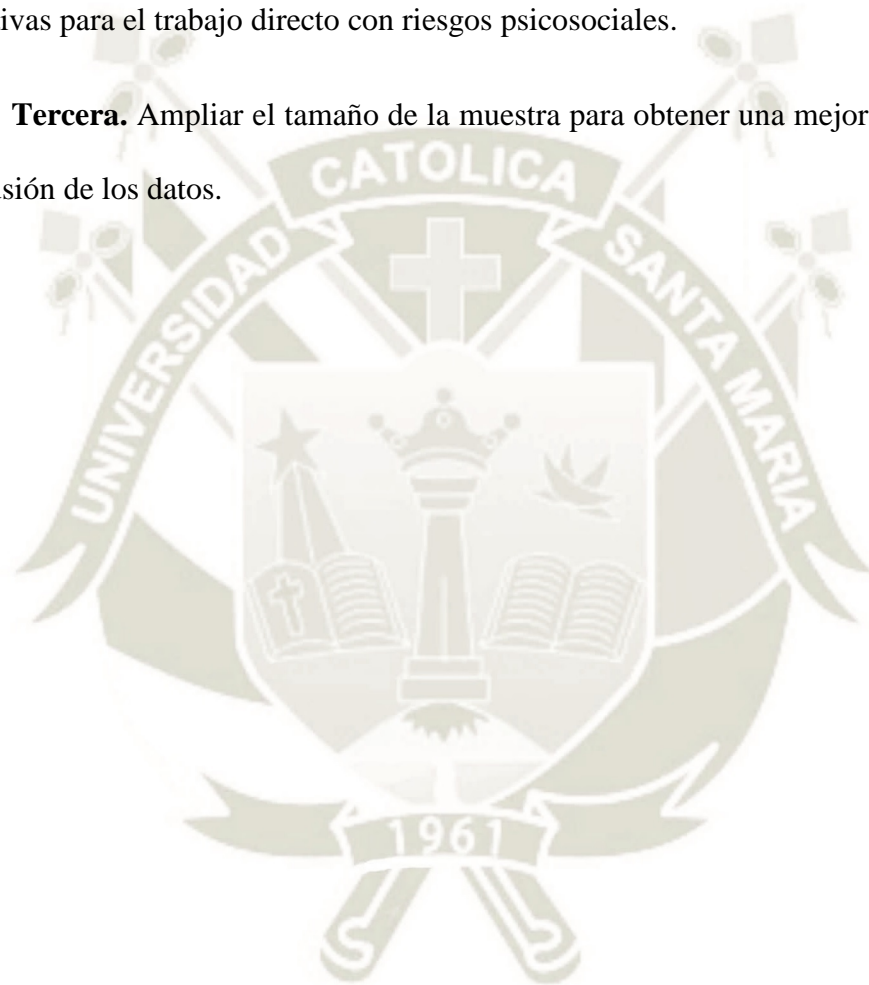 ivas para el trabajo directo con riesgos psicosociales.
Tercera. Ampliar el tamaño de la muestra para obtener una mejor
usión de los datos.
UNIVERSIDAD CATOLICA SANTA MARIA
1961